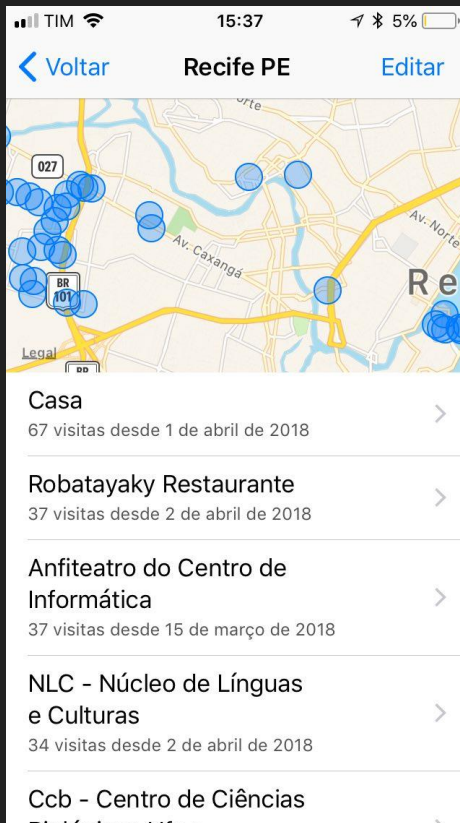 TIM 15:37 5%
Voltar Recife PE Editar
orte
027
Av. Norte
Av. Caxangá
BR
101
Re
Legal
BR
Casa
67 visitas desde 1 de abril de 2018
Robatayaky Restaurante
37 visitas desde 2 de abril de 2018
Anfiteatro do Centro de
Informática
37 visitas desde 15 de março de 2018
NLC - Núcleo de Línguas
e Culturas
34 visitas desde 2 de abril de 2018
Ccb - Centro de Ciências